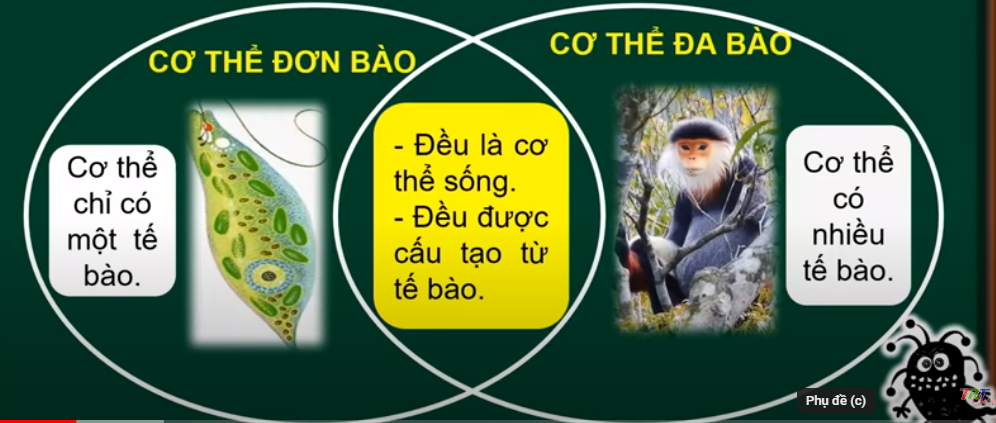 CƠ THỂ ĐƠN BÀO
CƠ THỂ ĐA BÀO
Cơ thể
chỉ có
một tế
bào.
- Đều là cơ
thể sống.
- Đều được
cấu tạo từ
tế bào.
Cơ thể
có
nhiều
tế bào.
Phụ đề (c)